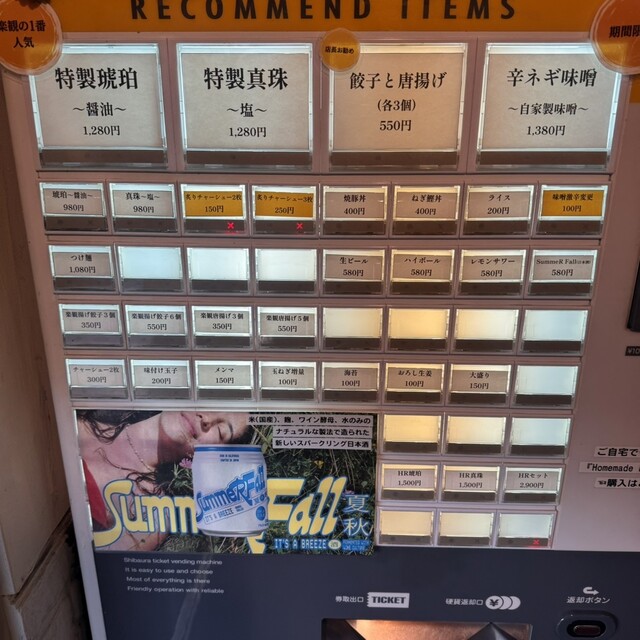 RECOMMEND ITEMS
楽観の1番
人気
店長お勧め
期間限
特製琥珀
～醤油～
1,280円
特製真珠
～塩～
1,280円
餃子と唐揚げ
(各3個)
550円
辛ネギ味噌
～自家製味噌～
1,380円
琥珀～醤油～
980円
真珠～塩～
980円
炙りチャーシュー2枚
150円
炙りチャーシュー3枚
250円
焼豚丼
400円
ねぎ鰹丼
400円
ライス
200円
味噌激辛変更
100円
つけ麺
1,080円
生ビール
580円
ハイボール
580円
レモンサワー
580円
SummeR Fall
580円
楽観揚げ餃子3個
350円
楽観揚げ餃子6個
550円
楽観唐揚げ3個
350円
楽観唐揚げ5個
550円
チャーシュー2枚
300円
味付け玉子
200円
メンマ
150円
玉ねぎ増量
100円
海苔
100円
おろし生姜
100円
大盛り
150円
HR琥珀
1,500円
HR真珠
1,500円
HRセット
2,900円
米(国産)、麹、ワイン酵母、水のみの
ナチュラルな製法で造られた
新しいスパークリング日本酒
SummeR Fall
IT'S A BREEZE
SummeR Fall
夏秋
IT'S A BREEZE
ご自宅で
「Homemade
購入は
Shibaura ticket vending machine
It is easy to use and choose
Most of everything is there
Friendly operation with reliable
券取出口 TICKET
硬貨返却口 ¥
返却ボタン